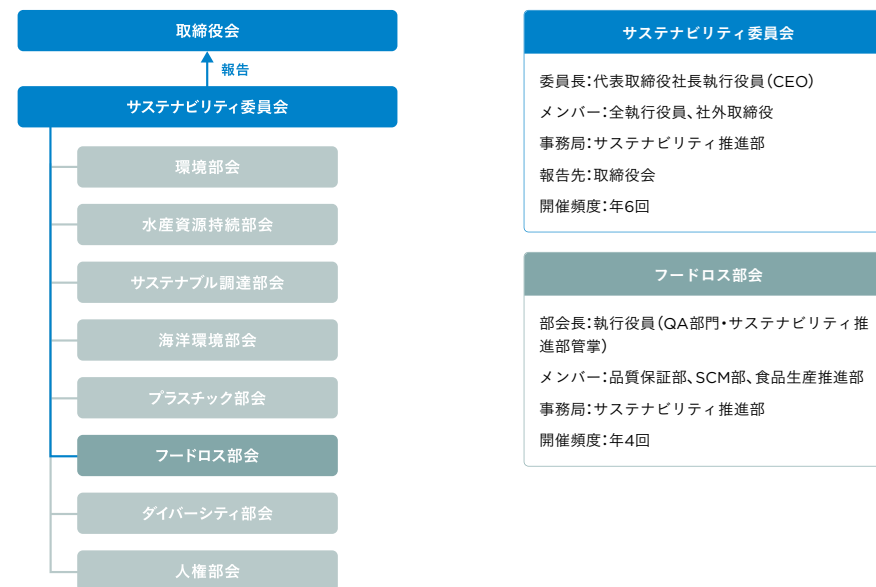 取締役会
報告
サステナビリティ委員会
環境部会
水産資源持続部会
サステナブル調達部会
海洋環境部会
プラスチック部会
フードロス部会
ダイバーシティ部会
人権部会
サステナビリティ委員会
委員長：代表取締役社長執行役員（CEO）
メンバー：全執行役員、社外取締役
事務局：サステナビリティ推進部
報告先：取締役会
開催頻度：年6回
フードロス部会
部会長：執行役員（QA部門・サステナビリティ推
進部管掌）
メンバー：品質保証部、SCM部、食品生産推進部
事務局：サステナビリティ推進部
開催頻度：年4回